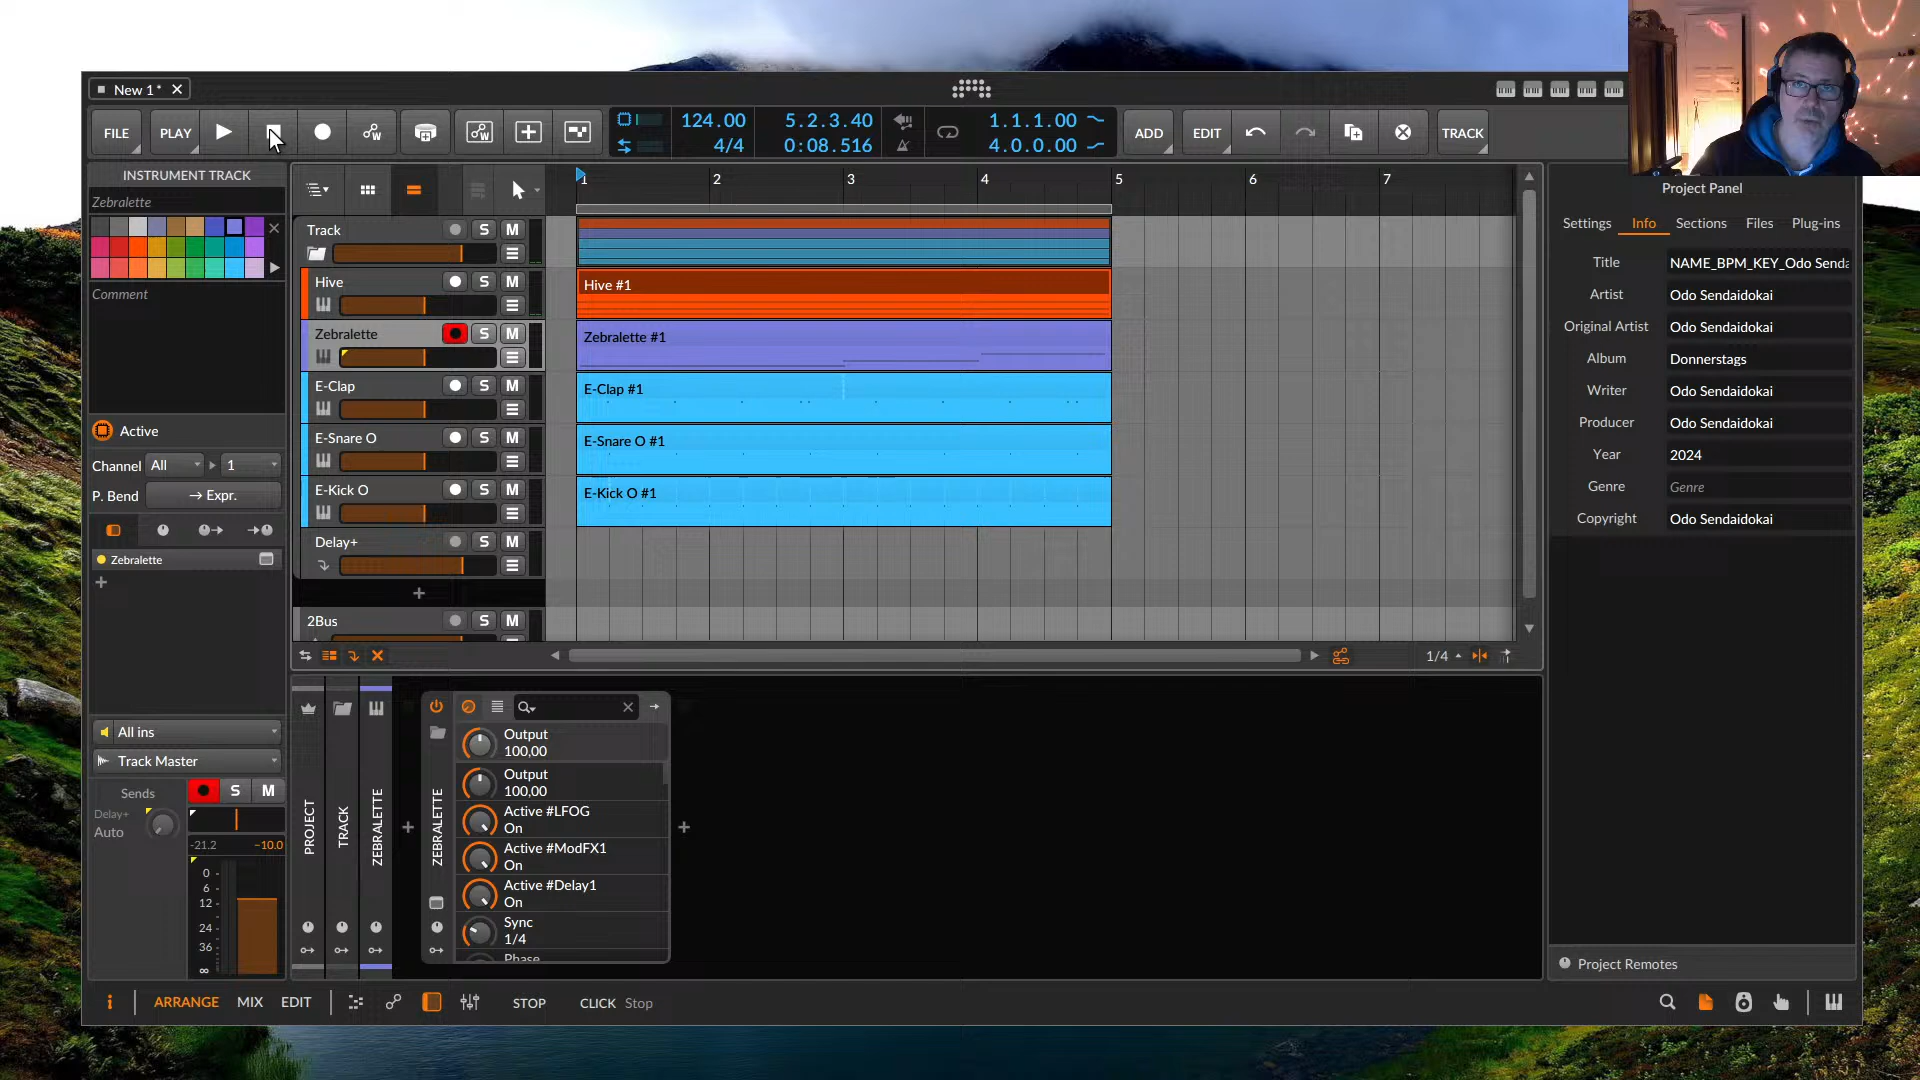 New 1*
FILE
PLAY
124.00
4/4
5.2.3.40
0:08.516
1.1.1.00
4.0.0.00
ADD
EDIT
TRACK
INSTRUMENT TRACK
Zebralette
Comment
Active
Channel All 1
P. Bend → Expr.
Zebralette
All ins
Track Master
Sends
S M
Delay+
Auto
-21.2 -10.0
0
6
12
24
36
∞
1 2 3 4 5 6 7
Track S M
Hive S M
Hive #1
Zebralette S M
Zebralette #1
E-Clap S M
E-Clap #1
E-Snare O S M
E-Snare O #1
E-Kick O S M
E-Kick O #1
Delay+ S M
2Bus S M
1/4
PROJECT
TRACK
ZEBRALETTE
ZEBRALETTE
Output
100,00
Output
100,00
Active #LFOG
On
Active #ModFX1
On
Active #Delay1
On
Sync
1/4
Phase
Project Panel
Settings Info Sections Files Plug-ins
Title NAME_BPM_KEY_Odo Senda
Artist Odo Sendaidokai
Original Artist Odo Sendaidokai
Album Donnerstags
Writer Odo Sendaidokai
Producer Odo Sendaidokai
Year 2024
Genre Genre
Copyright Odo Sendaidokai
Project Remotes
ARRANGE MIX EDIT
STOP
CLICK Stop